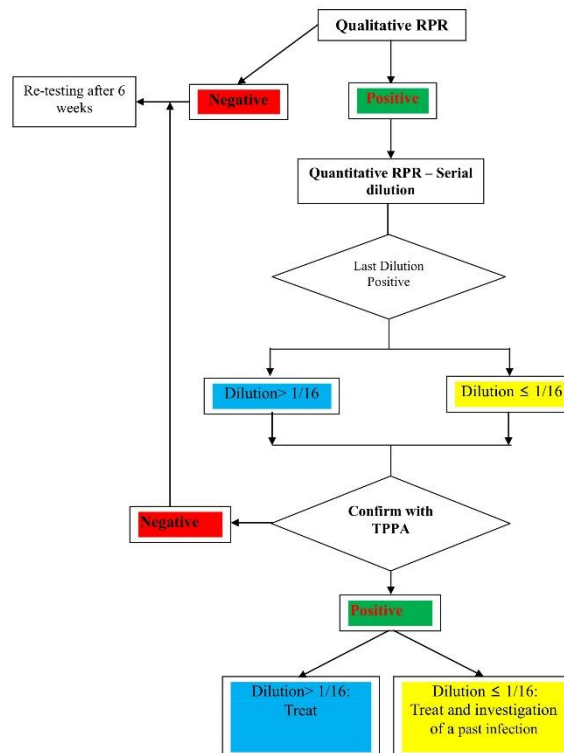 Qualitative RPR
Re-testing after 6
weeks
Negative
Positive
Quantitative RPR – Serial
dilution
Last Dilution
Positive
Dilution> 1/16
Dilution ≤ 1/16
Confirm with
TPPA
Negative
Positive
Dilution> 1/16:
Treat
Dilution ≤ 1/16:
Treat and investigation
of a past infection